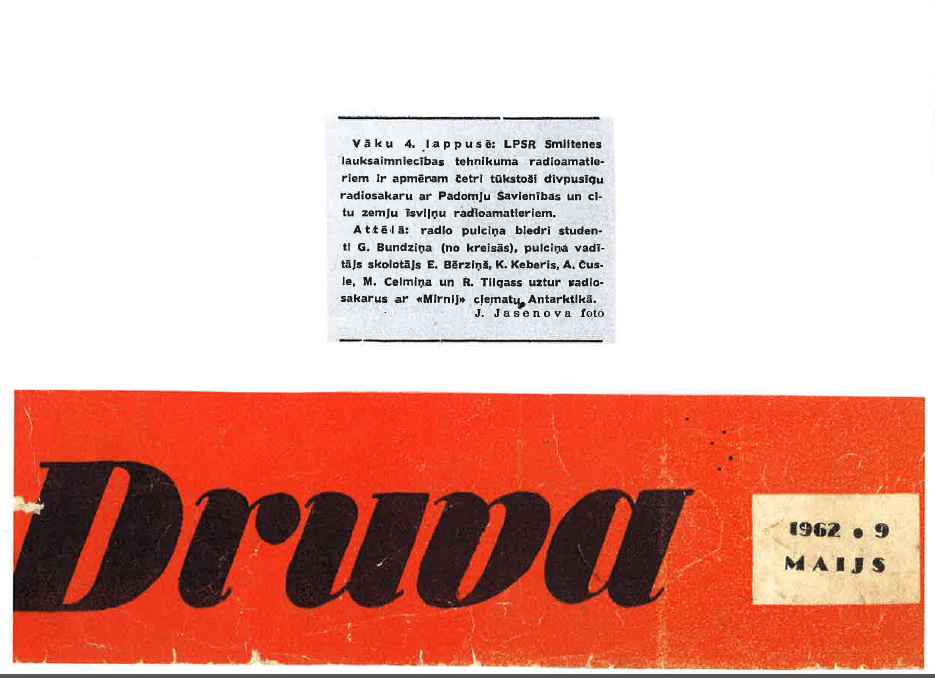 Vāku 4. lappusē: LPSR Smiltenes
lauksaimniecības tehnikuma radioamatie-
riem ir apmēram četri tūkstoši divpusīgu
radiosakaru ar Padomju Savienības un ci-
tu zemju īsviļņu radioamatieriem.
Attēlā: radio pulciņa biedri studen-
ti G. Bundziņa (no kreisās), pulciņa vadī-
tājs skolotājs E. Bērziņš, K. Keberis, A. Čus-
le, M. Celmiņa un R. Tilgass uztur radio-
sakarus ar «Mirnij» ciematu Antarktikā.
J. Jasenova foto
Druva
1962 • 9
MAIJS